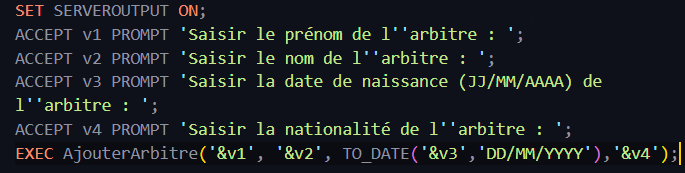 SET SERVEROUTPUT ON;
ACCEPT v1 PROMPT 'Saisir le prénom de l''arbitre : ';
ACCEPT v2 PROMPT 'Saisir le nom de l''arbitre : ';
ACCEPT v3 PROMPT 'Saisir la date de naissance (JJ/MM/AAAA) de
l''arbitre : ';
ACCEPT v4 PROMPT 'Saisir la nationalité de l''arbitre : ';
EXEC AjouterArbitre('&v1', '&v2', TO_DATE('&v3','DD/MM/YYYY'),'&v4');